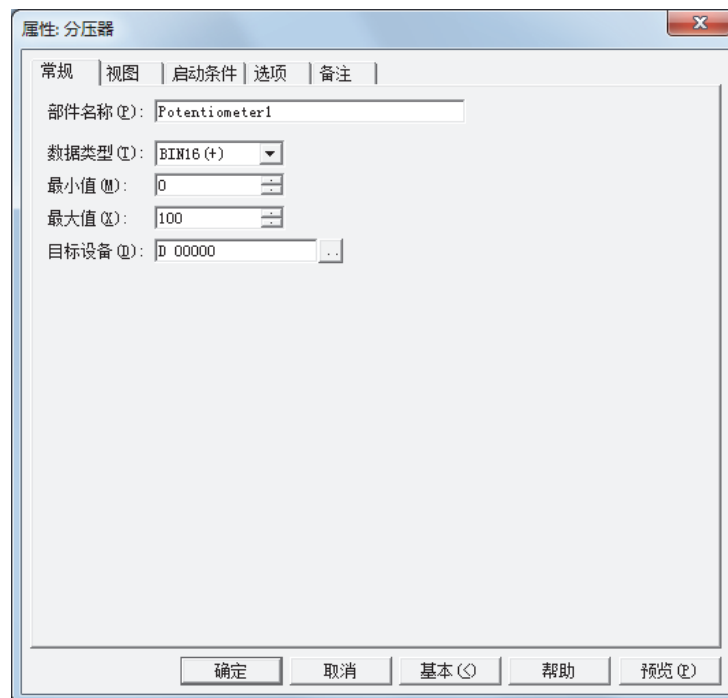 属性: 分压器
常规 视图 启动条件 选项 备注
部件名称(P): Potentiometer1
数据类型(T): BIN16(+)
最小值(M): 0
最大值(X): 100
目标设备(D): D 00000 ..
确定 取消 基本(<) 帮助 预览(P)